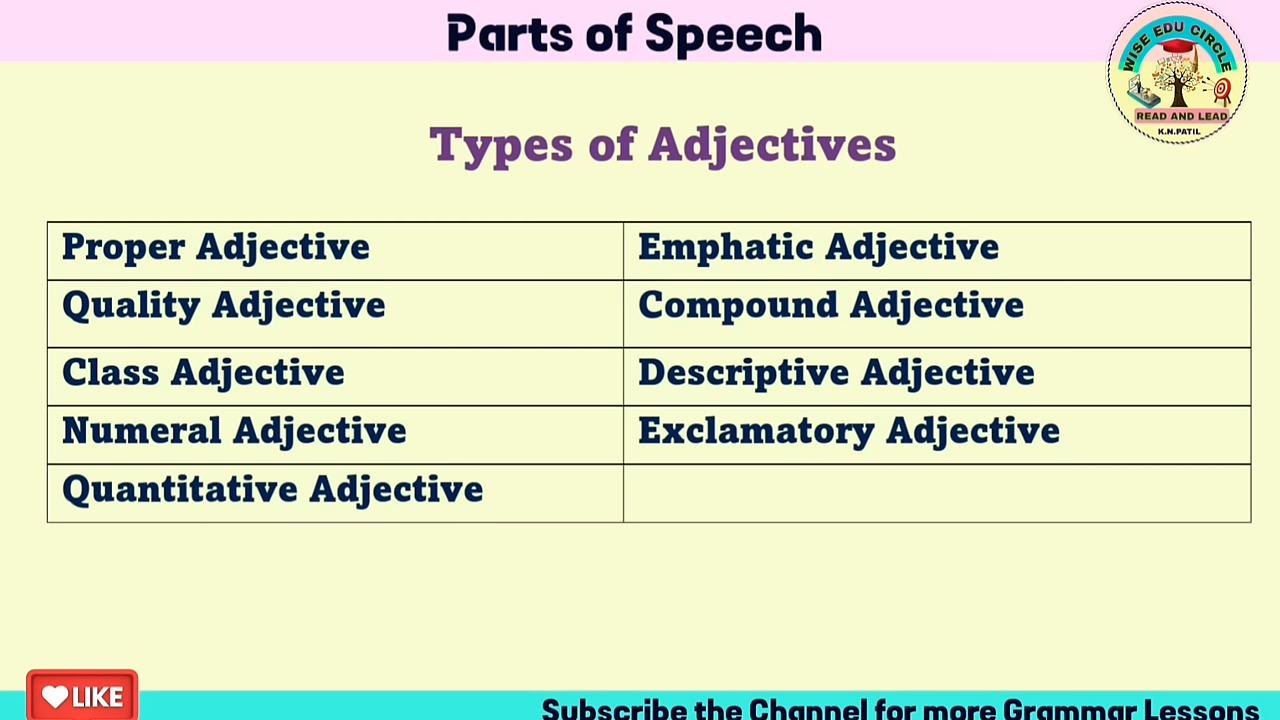 Parts of Speech
WISE EDU CIRCLE
READ AND LEAD
K.N.PATIL
Types of Adjectives
Proper Adjective
Emphatic Adjective
Quality Adjective
Compound Adjective
Class Adjective
Descriptive Adjective
Numeral Adjective
Exclamatory Adjective
Quantitative Adjective
LIKE
Subscribe the Channel for more Grammar Lessons